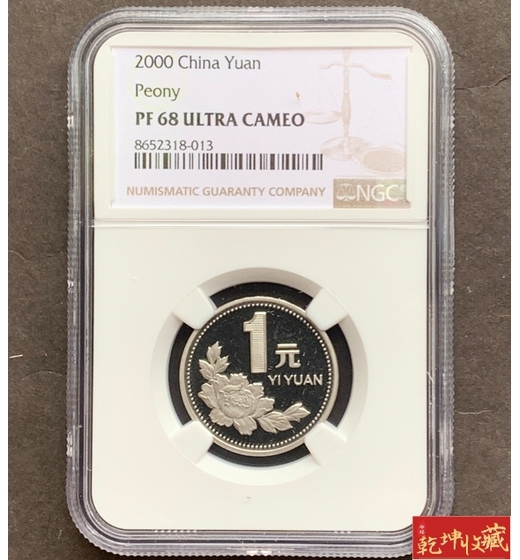 2000 China Yuan
Peony
PF 68 ULTRA CAMEO
8652318-013
NUMISMATIC GUARANTY COMPANY
NGC
1元
YI YUAN
乾坤收藏